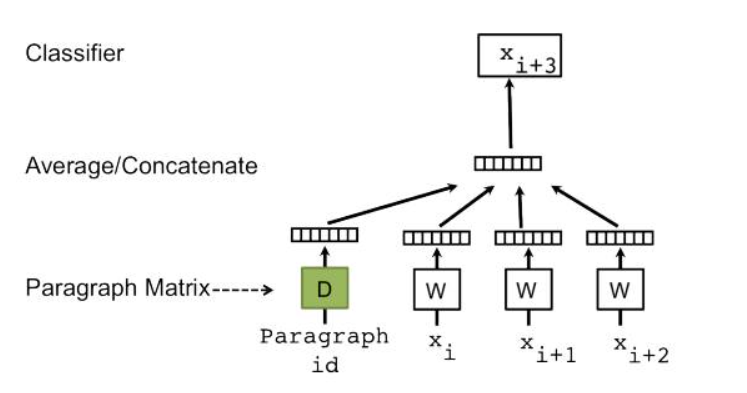 Classifier
x i+3
Average/Concatenate
Paragraph Matrix
D W W W
Paragraph id
x i
x i+1
x i+2